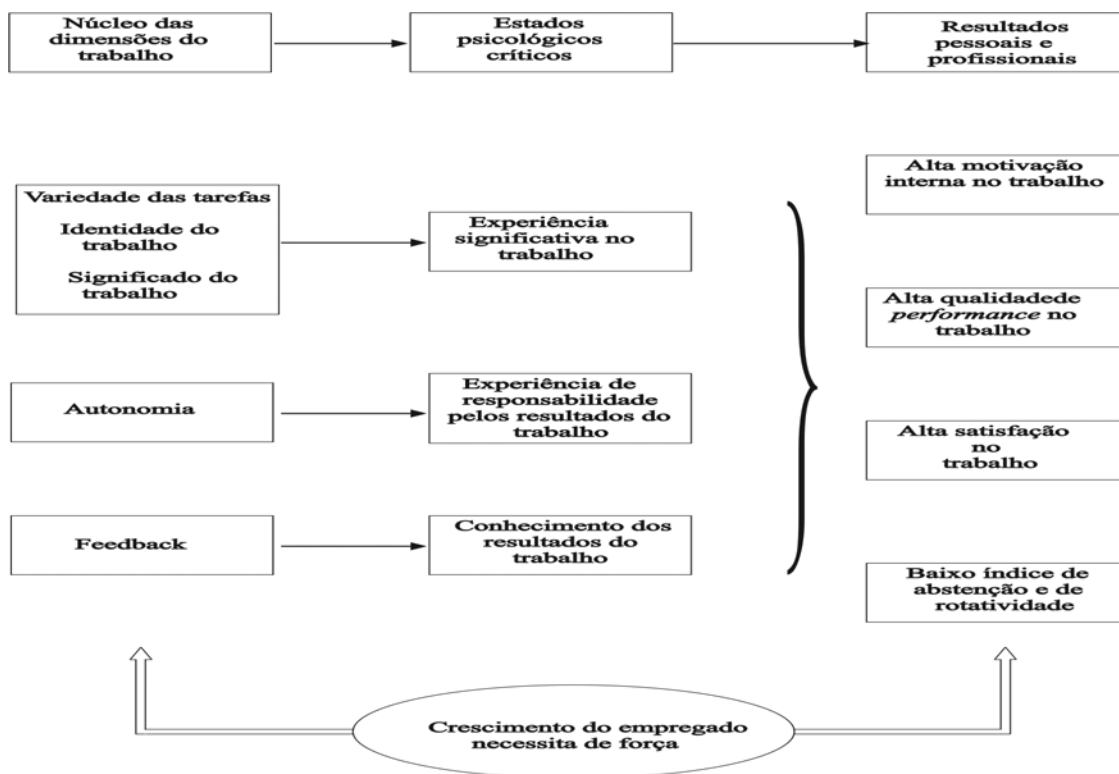 Núcleo das
dimensões do
trabalho
Estados
psicológicos
críticos
Resultados
pessoais e
profissionais
Variedade das tarefas
Identidade do
trabalho
Significado do
trabalho
Experiência
significativa no
trabalho
Alta motivação
interna no trabalho
Alta qualidadede
performance no
trabalho
Autonomia
Experiência de
responsabilidade
pelos resultados do
trabalho
Alta satisfação
no
trabalho
Feedback
Conhecimento dos
resultados do
trabalho
Baixo índice de
abstenção e de
rotatividade
Crescimento do empregado
necessita de força